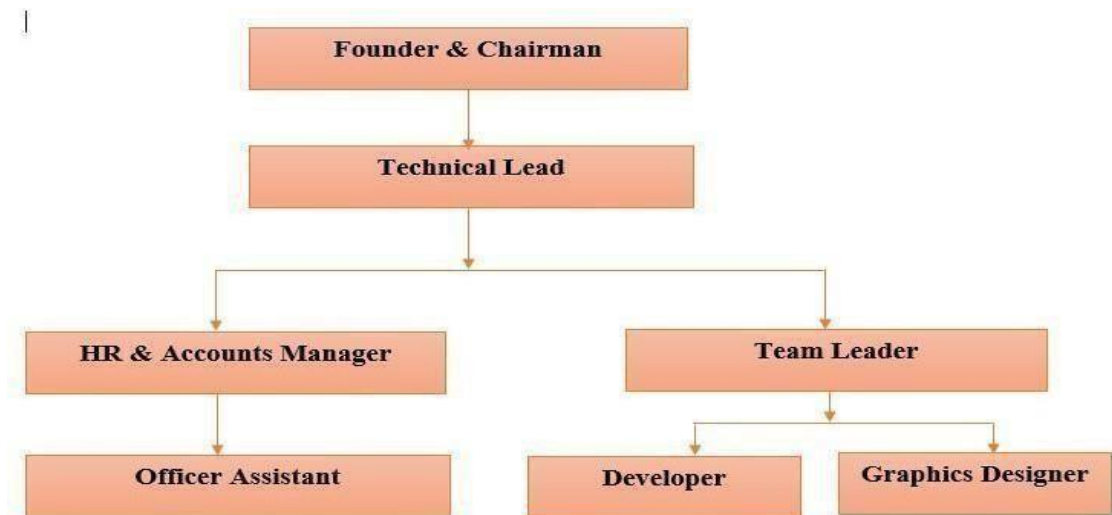 Founder & Chairman
Technical Lead
HR & Accounts Manager
Team Leader
Officer Assistant
Developer
Graphics Designer